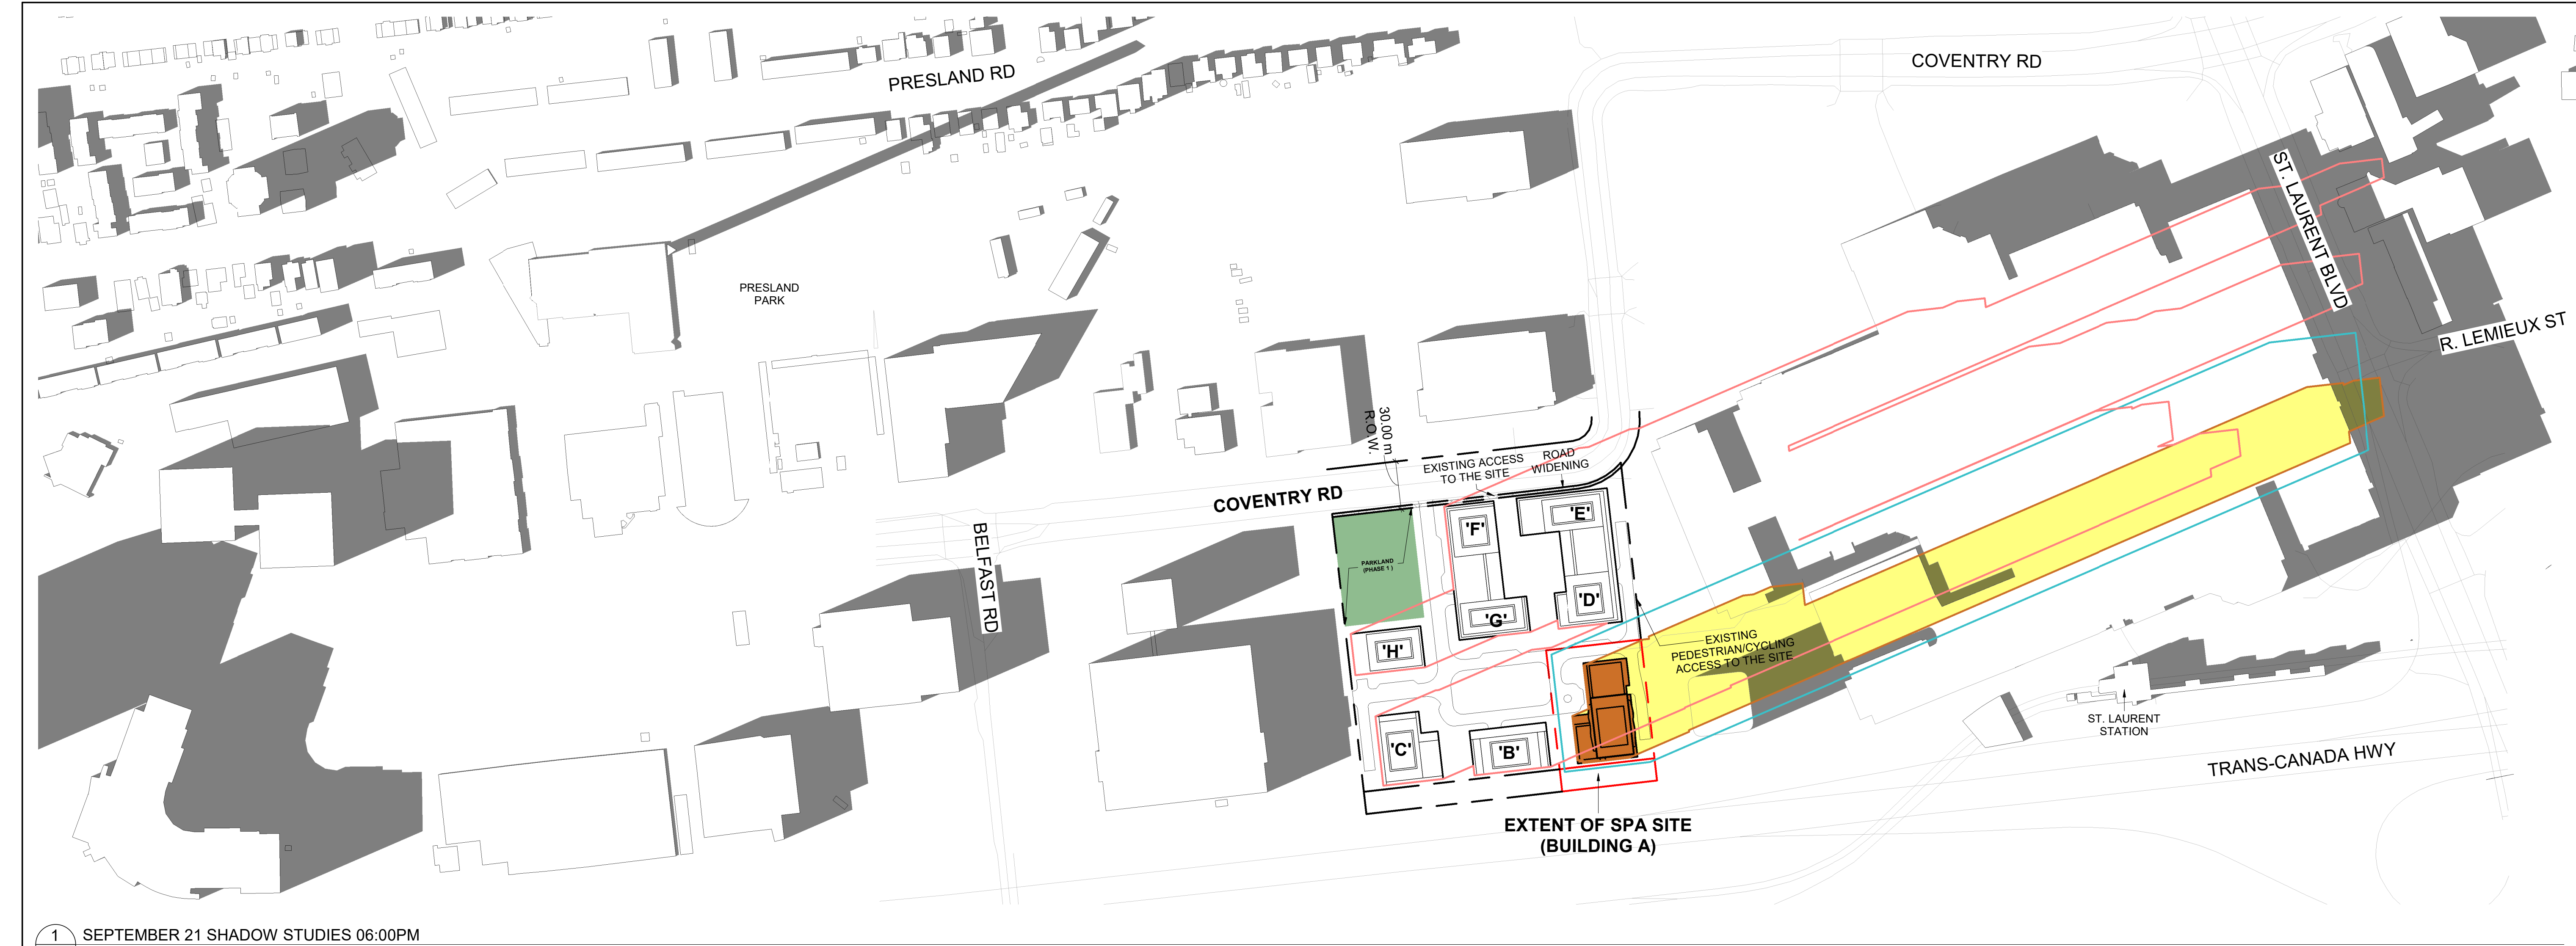 PRESLAND RD
COVENTRY RD
ST. LAURENT BLVD
R. LEMIEUX ST
PRESLAND
PARK
30.00 m
R.O.W.
EXISTING ACCESS
TO THE SITE
ROAD
WIDENING
COVENTRY RD
BELFAST RD
'F'
'E'
PARKLAND
(PHASE 1 )
'D'
'G'
'H'
EXISTING
PEDESTRIAN/CYCLING
ACCESS TO THE SITE
'C'
'B'
ST. LAURENT
STATION
TRANS-CANADA HWY
EXTENT OF SPA SITE
(BUILDING A)
1
SEPTEMBER 21 SHADOW STUDIES 06:00PM